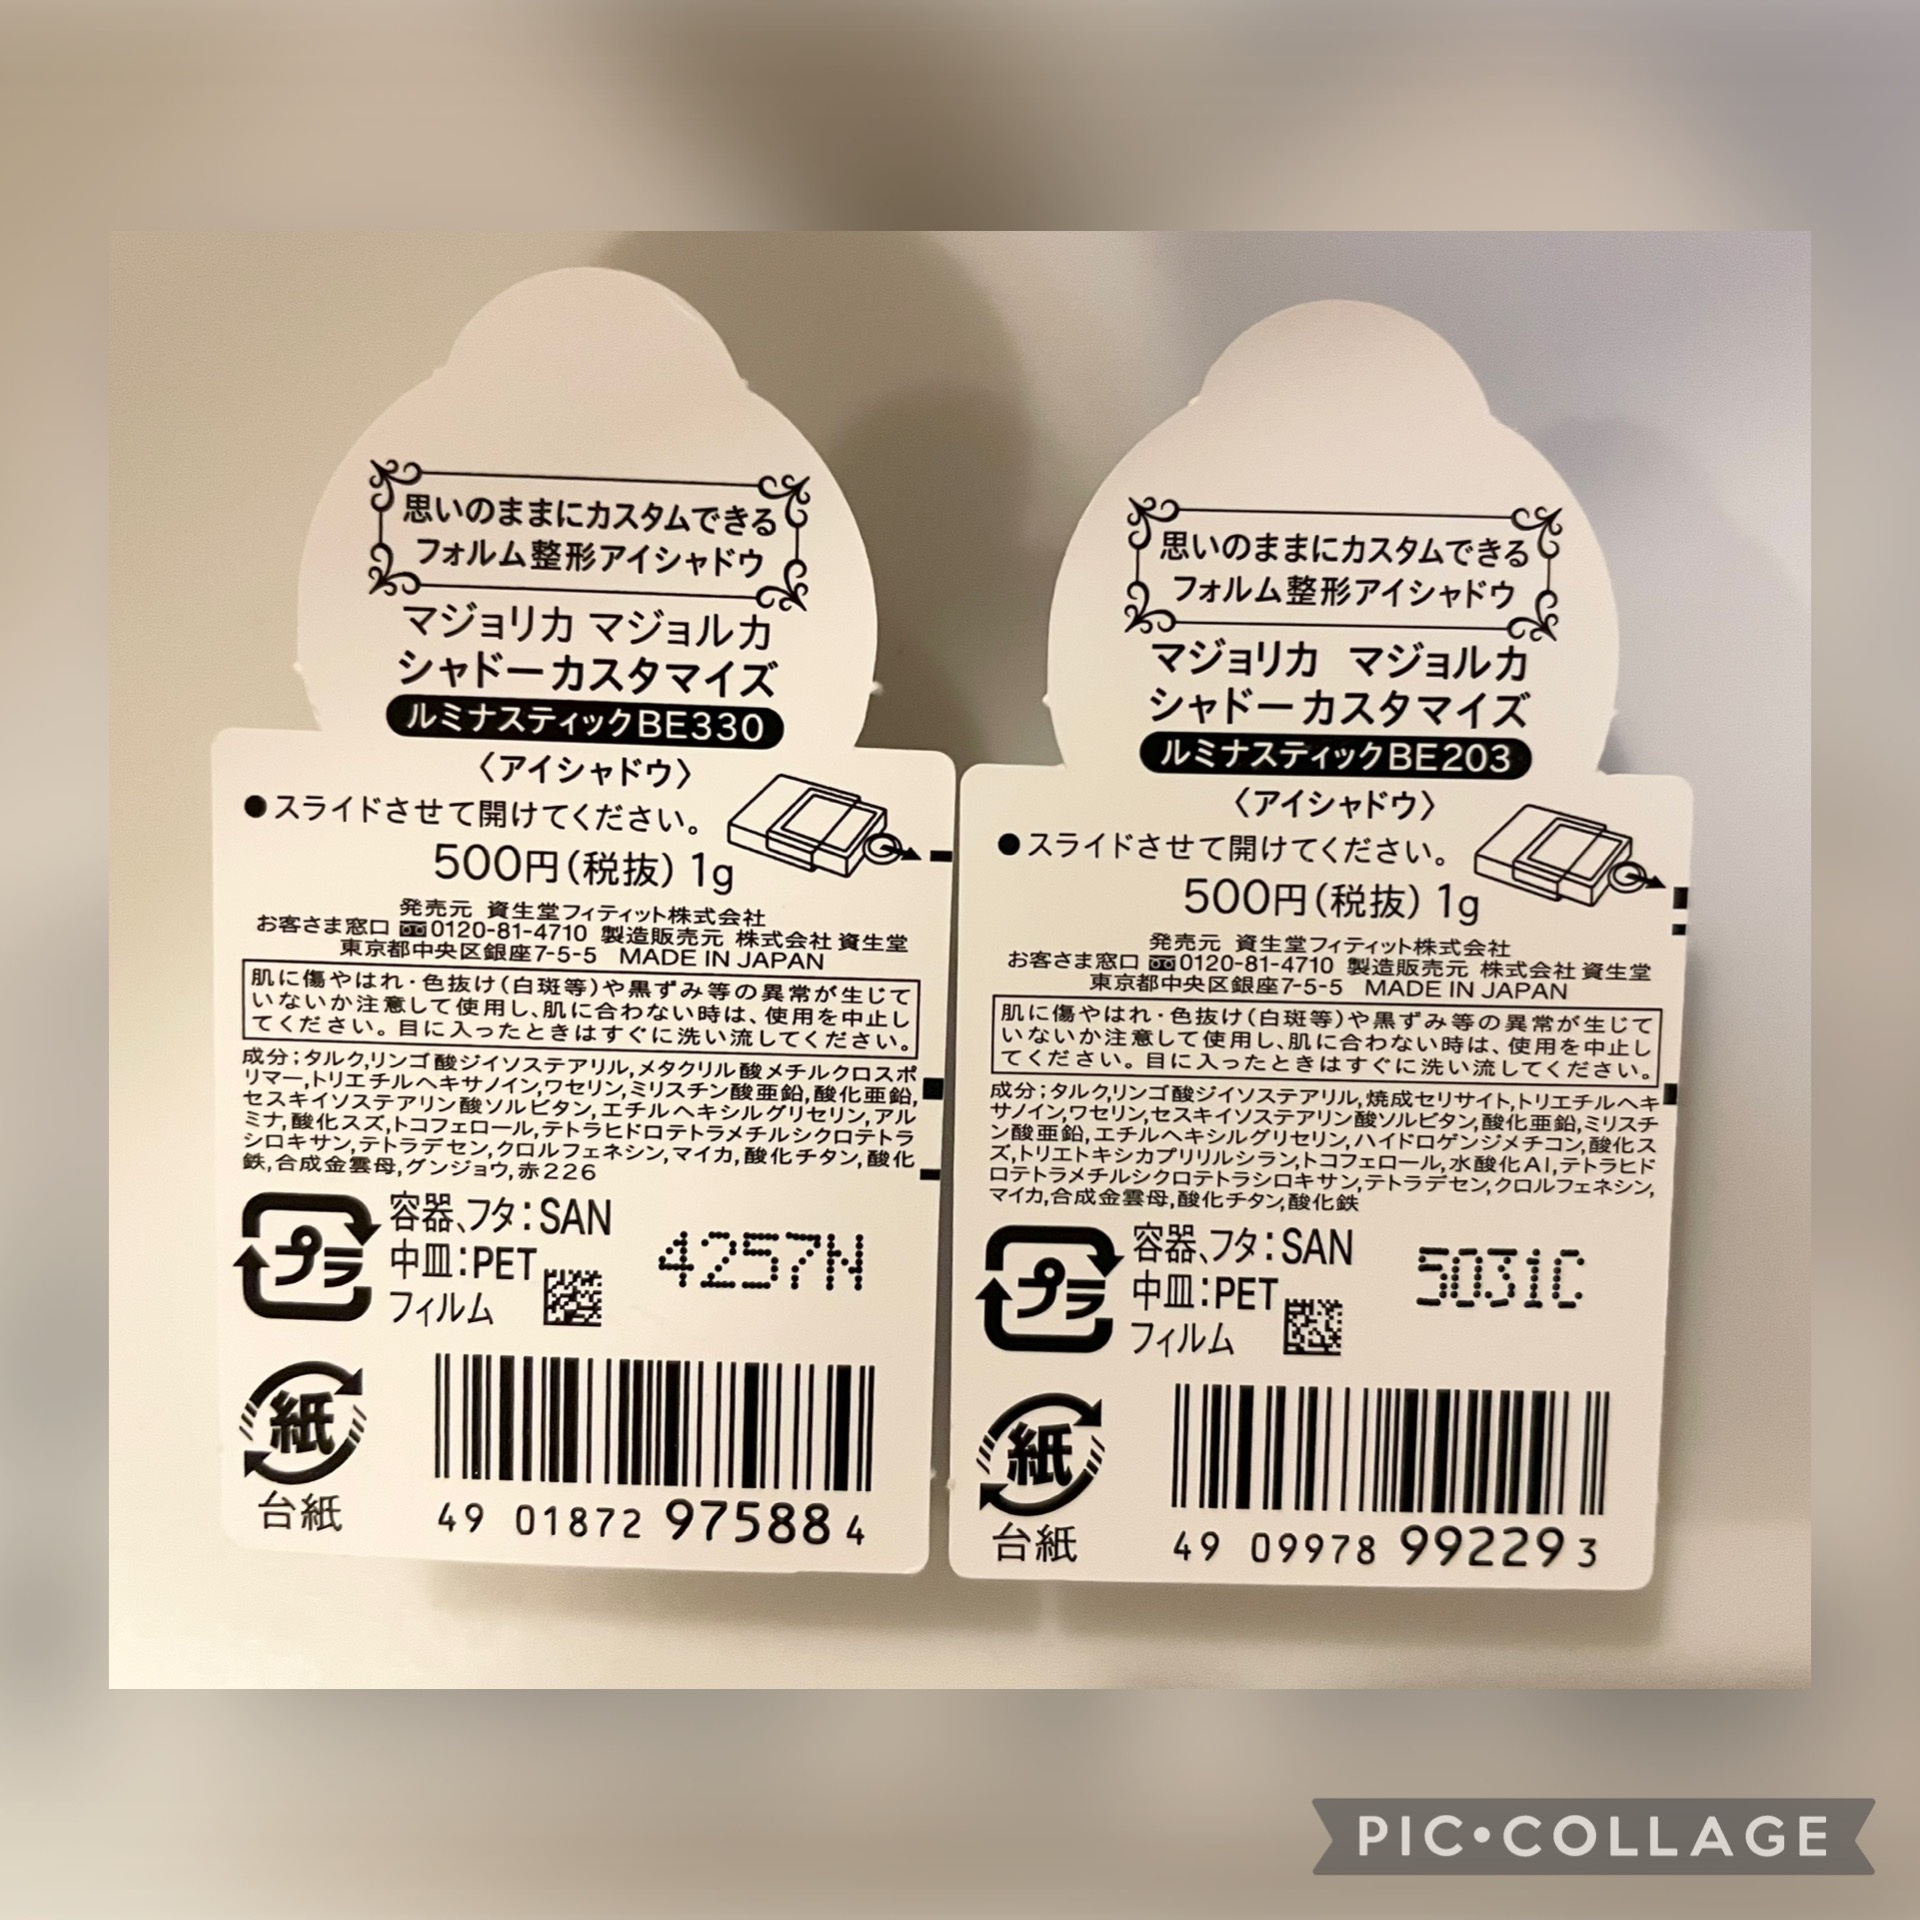 思いのままにカスタムできる
フォルム整形アイシャドウ
マジョリカ マジョルカ
シャドーカスタマイズ
ルミナスティックBE330
〈アイシャドウ〉
●スライドさせて開けてください。
500円(税抜) 1g
発売元 資生堂フィティット株式会社
お客さま窓口 0120-81-4710 製造販売元 株式会社 資生堂
東京都中央区銀座7-5-5 MADE IN JAPAN
肌に傷やはれ・色抜け(白斑等)や黒ずみ等の異常が生じて
いないか注意して使用し、肌に合わない時は、使用を中止し
てください。目に入ったときはすぐに洗い流してください。
成分;タルク,リンゴ酸ジイソステアリル,メタクリル酸メチルクロスポ
リマー,トリエチルヘキサノイン,ワセリン,ミリスチン酸亜鉛,酸化亜鉛,
セスキイソステアリン酸ソルビタン,エチルヘキシルグリセリン,アル
ミナ,酸化スズ,トコフェロール,テトラヒドロテトラメチルシクロテトラ
シロキサン,テトラデセン,クロルフェネシン,マイカ,酸化チタン,酸化
鉄,合成金雲母,グンジョウ,赤226
プラ
容器、フタ:SAN
中皿:PET
フィルム
4257N
紙
台紙
49 01872 97588 4
思いのままにカスタムできる
フォルム整形アイシャドウ
マジョリカ マジョルカ
シャドーカスタマイズ
ルミナスティックBE203
〈アイシャドウ〉
●スライドさせて開けてください。
500円(税抜) 1g
発売元 資生堂フィティット株式会社
お客さま窓口 0120-81-4710 製造販売元 株式会社 資生堂
東京都中央区銀座7-5-5 MADE IN JAPAN
肌に傷やはれ・色抜け(白斑等)や黒ずみ等の異常が生じて
いないか注意して使用し、肌に合わない時は、使用を中止し
てください。目に入ったときはすぐに洗い流してください。
成分;タルク,リンゴ酸ジイソステアリル,焼成セリサイト,トリエチルヘキ
サノイン,ワセリン,セスキイソステアリン酸ソルビタン,酸化亜鉛,ミリスチ
ン酸亜鉛,エチルヘキシルグリセリン,ハイドロゲンジメチコン,酸化ス
ズ,トリエトキシカプリリルシラン,トコフェロール,水酸化Al,テトラヒド
ロテトラメチルシクロテトラシロキサン,テトラデセン,クロルフェネシン,
マイカ,合成金雲母,酸化チタン,酸化鉄
プラ
容器、フタ:SAN
中皿:PET
フィルム
5031C
紙
台紙
49 09978 99229 3
PIC•COLLAGE